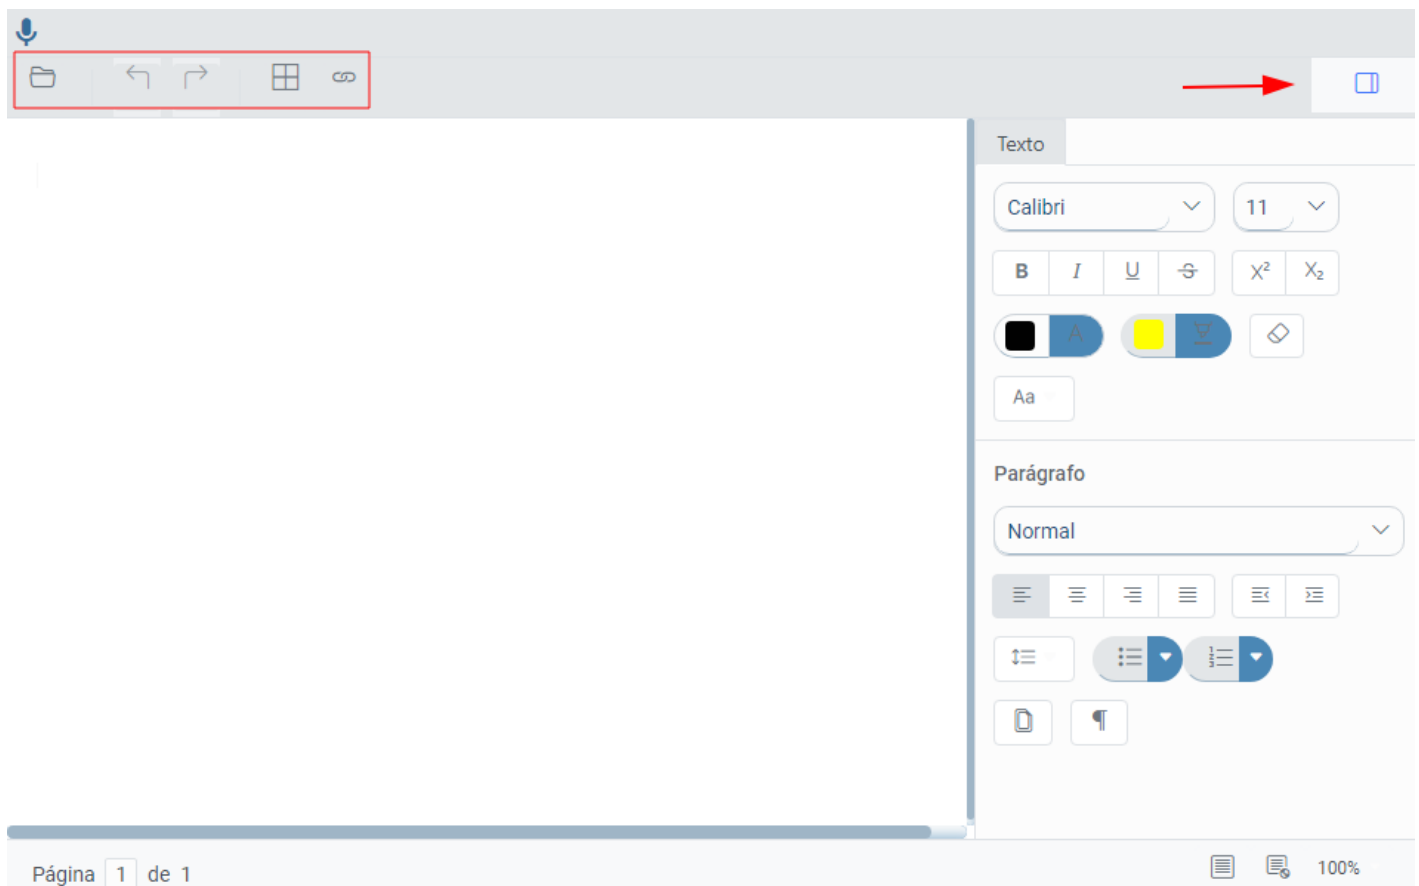 Texto
Calibri 11
B I U S X² X₂
A
Aa
Parágrafo
Normal
¶
Página 1 de 1 100%